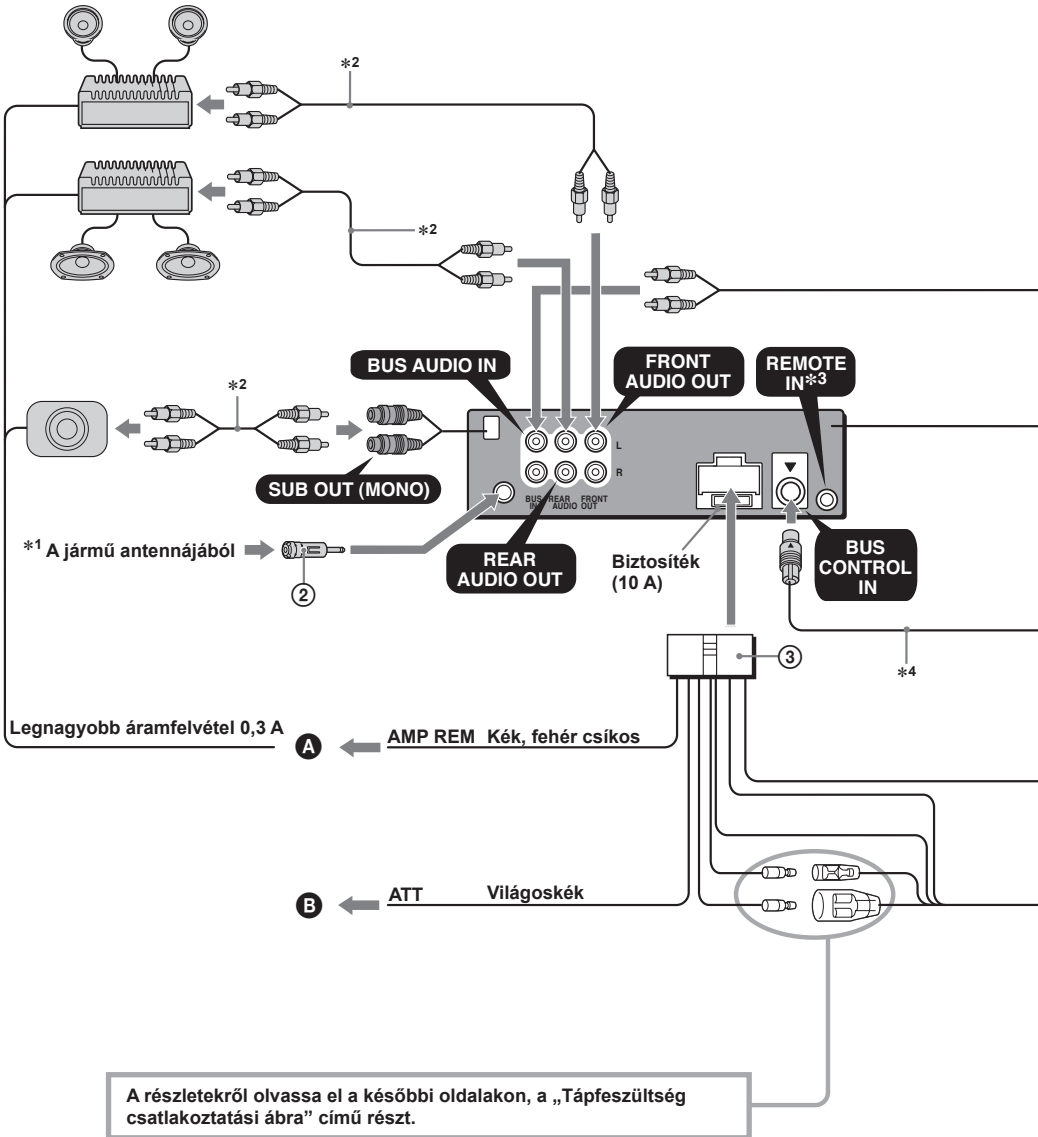 *2
*2
BUS AUDIO IN
FRONT
AUDIO OUT
REMOTE
IN*3
*2
L
R
SUB OUT (MONO)
BUS REAR FRONT
IN AUDIO OUT
*1 A jármű antennájából
2
REAR
AUDIO OUT
Biztosíték
(10 A)
BUS
CONTROL
IN
3
*4
Legnagyobb áramfelvétel 0,3 A
A
AMP REM Kék, fehér csíkos
B
ATT Világoskék
A részletekről olvassa el a későbbi oldalakon, a „Tápfeszültség
csatlakoztatási ábra” című részt.